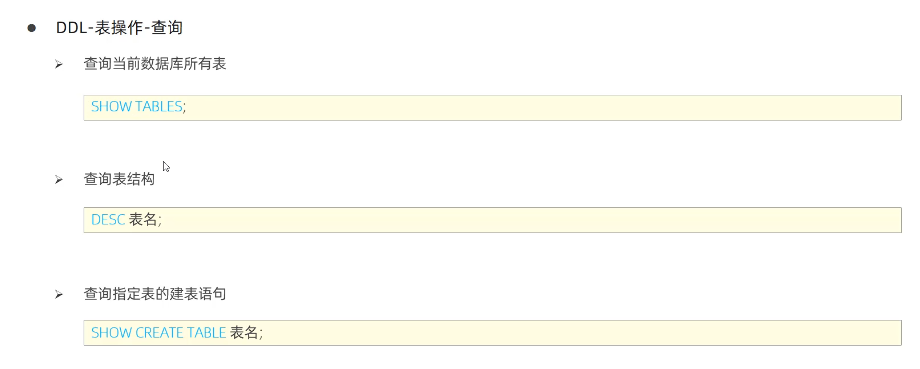 DDL-表操作-查询
查询当前数据库所有表
SHOW TABLES;
查询表结构
DESC 表名;
查询指定表的建表语句
SHOW CREATE TABLE 表名;